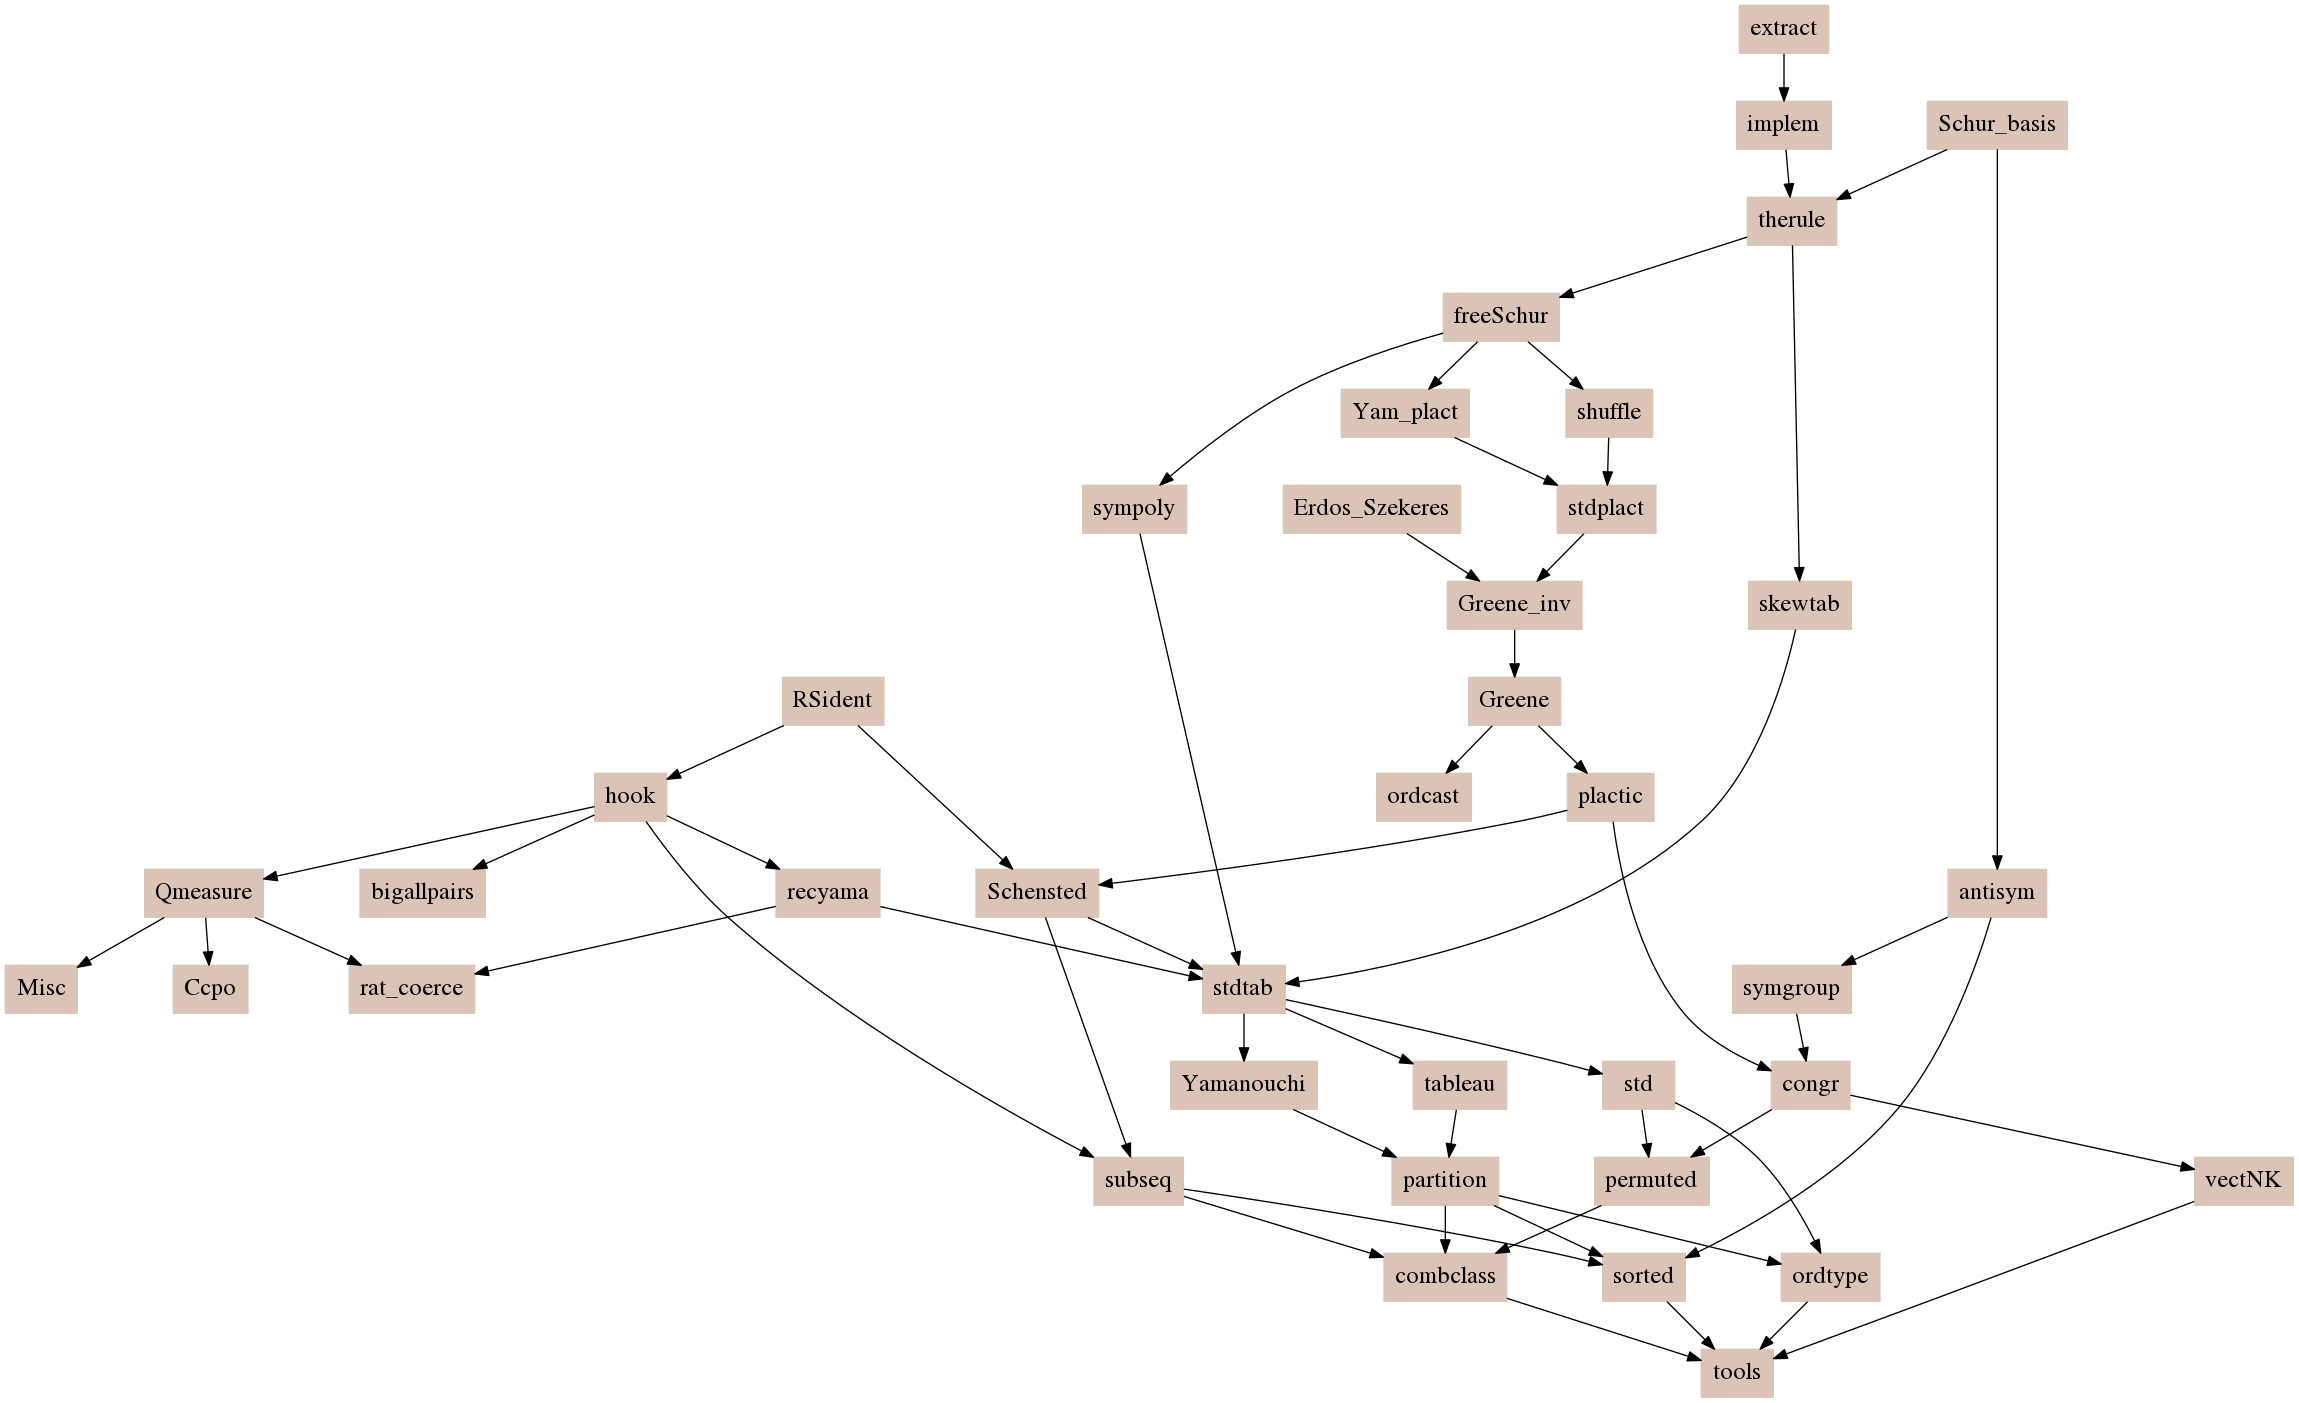 extract
implem
Schur_basis
therule
freeSchur
Yam_plact
shuffle
sympoly
Erdos_Szekeres
stdplact
Greene_inv
skewtab
RSident
Greene
hook
ordcast
plactic
Qmeasure
bigallpairs
recyama
Schensted
antisym
Misc
Ccpo
rat_coerce
stdtab
symgroup
Yamanouchi
tableau
std
congr
subseq
partition
permuted
vectNK
combclass
sorted
ordtype
tools